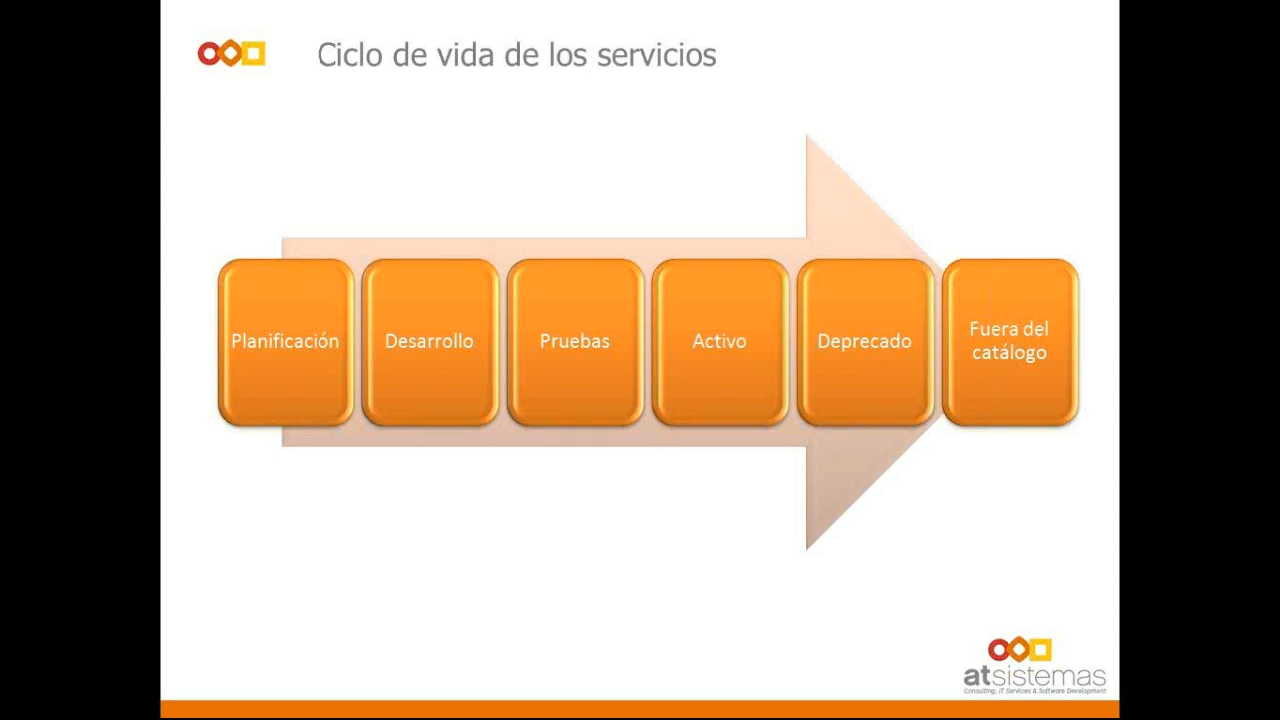 Ciclo de vida de los servicios
Planificación
Desarrollo
Pruebas
Activo
Deprecado
Fuera del
catálogo
atsistemas
Consulting, IT Services & Software Development